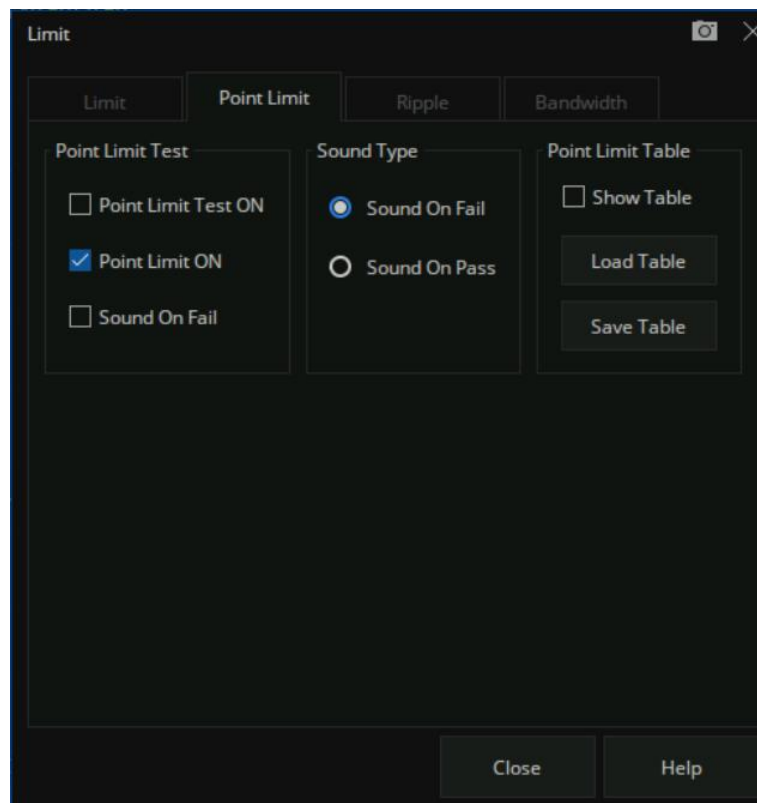 Limit
Limit
Point Limit
Ripple
Bandwidth
Point Limit Test
Point Limit Test ON
Point Limit ON
Sound On Fail
Sound Type
Sound On Fail
Sound On Pass
Point Limit Table
Show Table
Load Table
Save Table
Close
Help